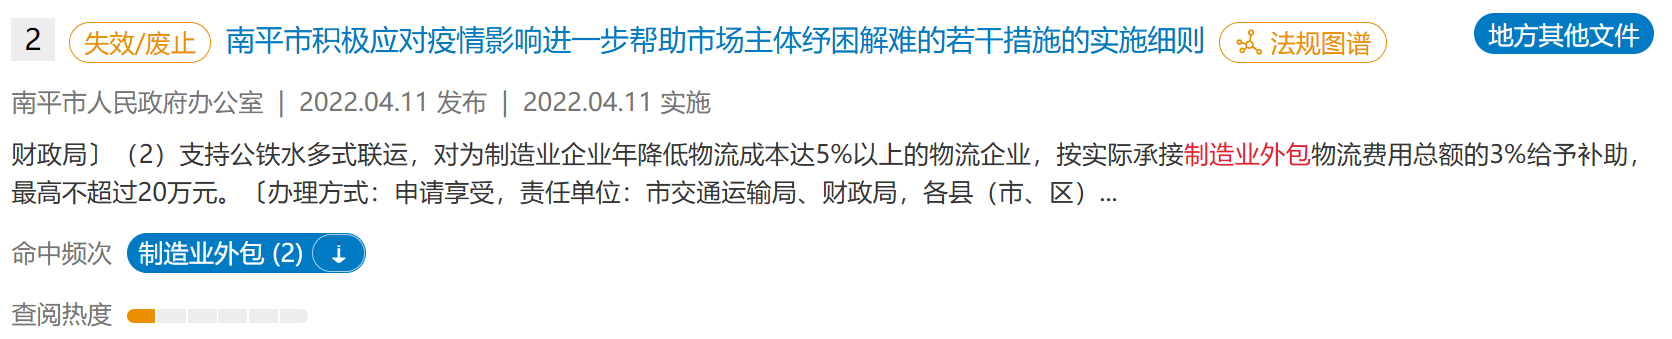 2 失效/废止 南平市积极应对疫情影响进一步帮助市场主体纾困解难的若干措施的实施细则 法规图谱 地方其他文件
南平市人民政府办公室 | 2022.04.11 发布 | 2022.04.11 实施
财政局〕（2）支持公铁水多式联运，对为制造业企业年降低物流成本达5%以上的物流企业，按实际承接制造业外包物流费用总额的3%给予补助，
最高不超过20万元。〔办理方式：申请享受，责任单位：市交通运输局、财政局，各县（市、区）...
命中频次 制造业外包 (2)
查阅热度